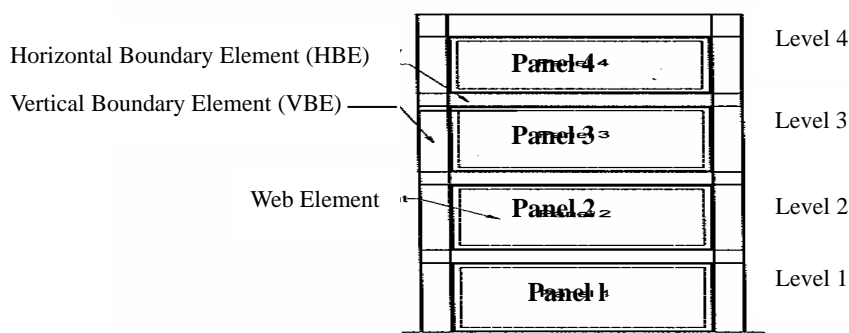 Level 4
Horizontal Boundary Element (HBE)
Panel 4
Vertical Boundary Element (VBE)
Level 3
Panel 3
Web Element
Level 2
Panel 2
Level 1
Panel 1